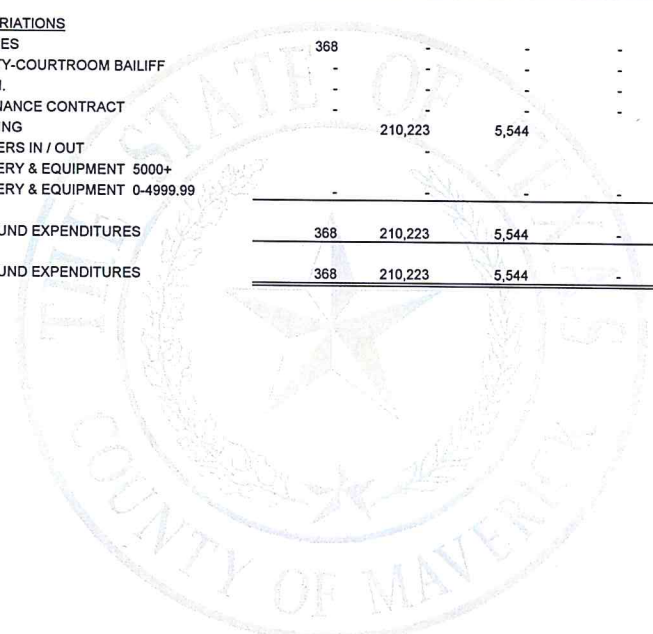 RIATIONS
ES 368 - - -
TY-COURTROOM BAILIFF - - - -
. - - - -
NANCE CONTRACT - - - -
NG 210,223 5,544
ERS IN / OUT -
ERY & EQUIPMENT 5000+
ERY & EQUIPMENT 0-4999.99 - - - -
UND EXPENDITURES 368 210,223 5,544 -
UND EXPENDITURES 368 210,223 5,544 -
THE STATE OF TEXAS
COUNTY OF MAVERICK